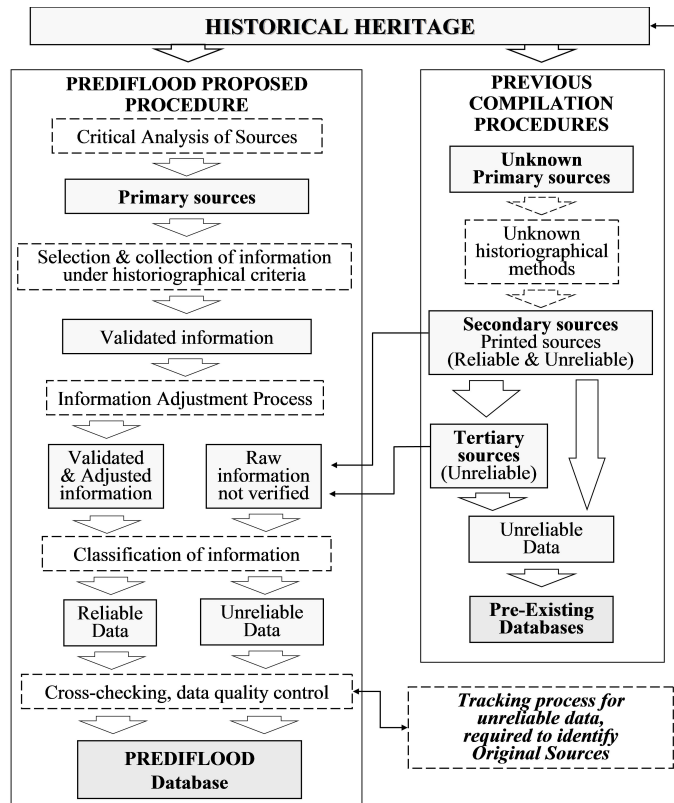 HISTORICAL HERITAGE
PREDIFLOOD PROPOSED
PROCEDURE
Critical Analysis of Sources
Primary sources
Selection & collection of information
under historiographical criteria
Validated information
Information Adjustment Process
Validated
& Adjusted
information
Raw
information
not verified
Classification of information
Reliable
Data
Unreliable
Data
Cross-checking, data quality control
PREDIFLOOD
Database
PREVIOUS
COMPILATION
PROCEDURES
Unknown
Primary sources
Unknown
historiographical
methods
Secondary sources
Printed sources
(Reliable & Unreliable)
Tertiary
sources
(Unreliable)
Unreliable
Data
Pre-Existing
Databases
Tracking process for
unreliable data,
required to identify
Original Sources